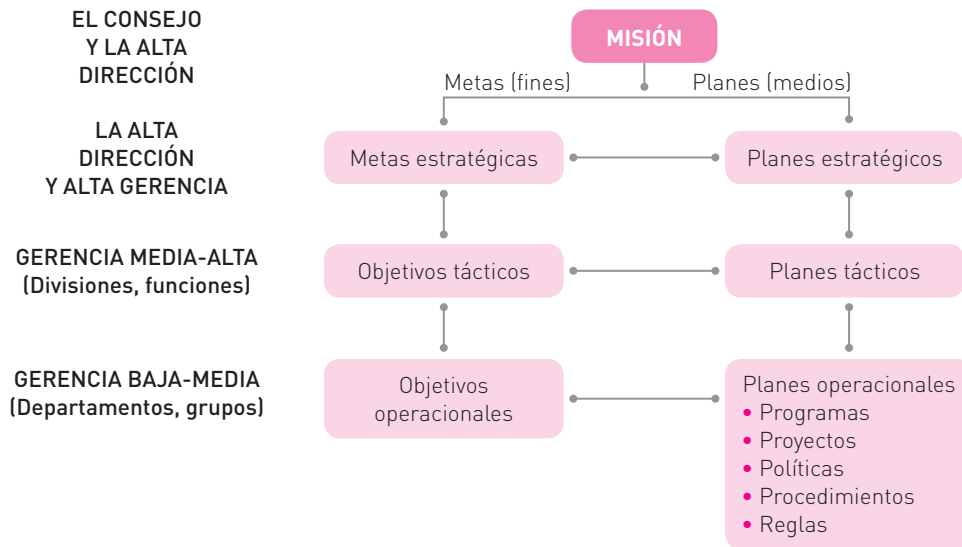 EL CONSEJO
Y LA ALTA
DIRECCIÓN
MISIÓN
Metas (fines)
Planes (medios)
LA ALTA
DIRECCIÓN
Y ALTA GERENCIA
Metas estratégicas
Planes estratégicos
GERENCIA MEDIA-ALTA
(Divisiones, funciones)
Objetivos tácticos
Planes tácticos
GERENCIA BAJA-MEDIA
(Departamentos, grupos)
Objetivos
operacionales
Planes operacionales
• Programas
• Proyectos
• Políticas
• Procedimientos
• Reglas